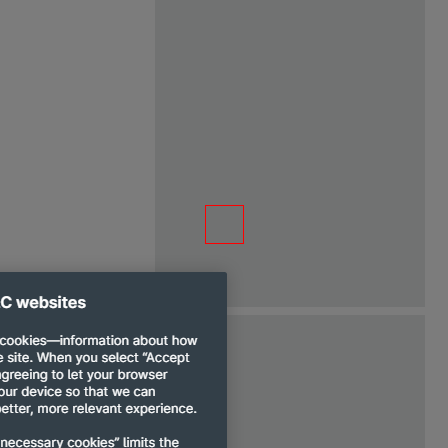 C websites
cookies—information about how
site. When you select “Accept
greeing to let your browser
our device so that we can
etter, more relevant experience.
necessary cookies” limits the